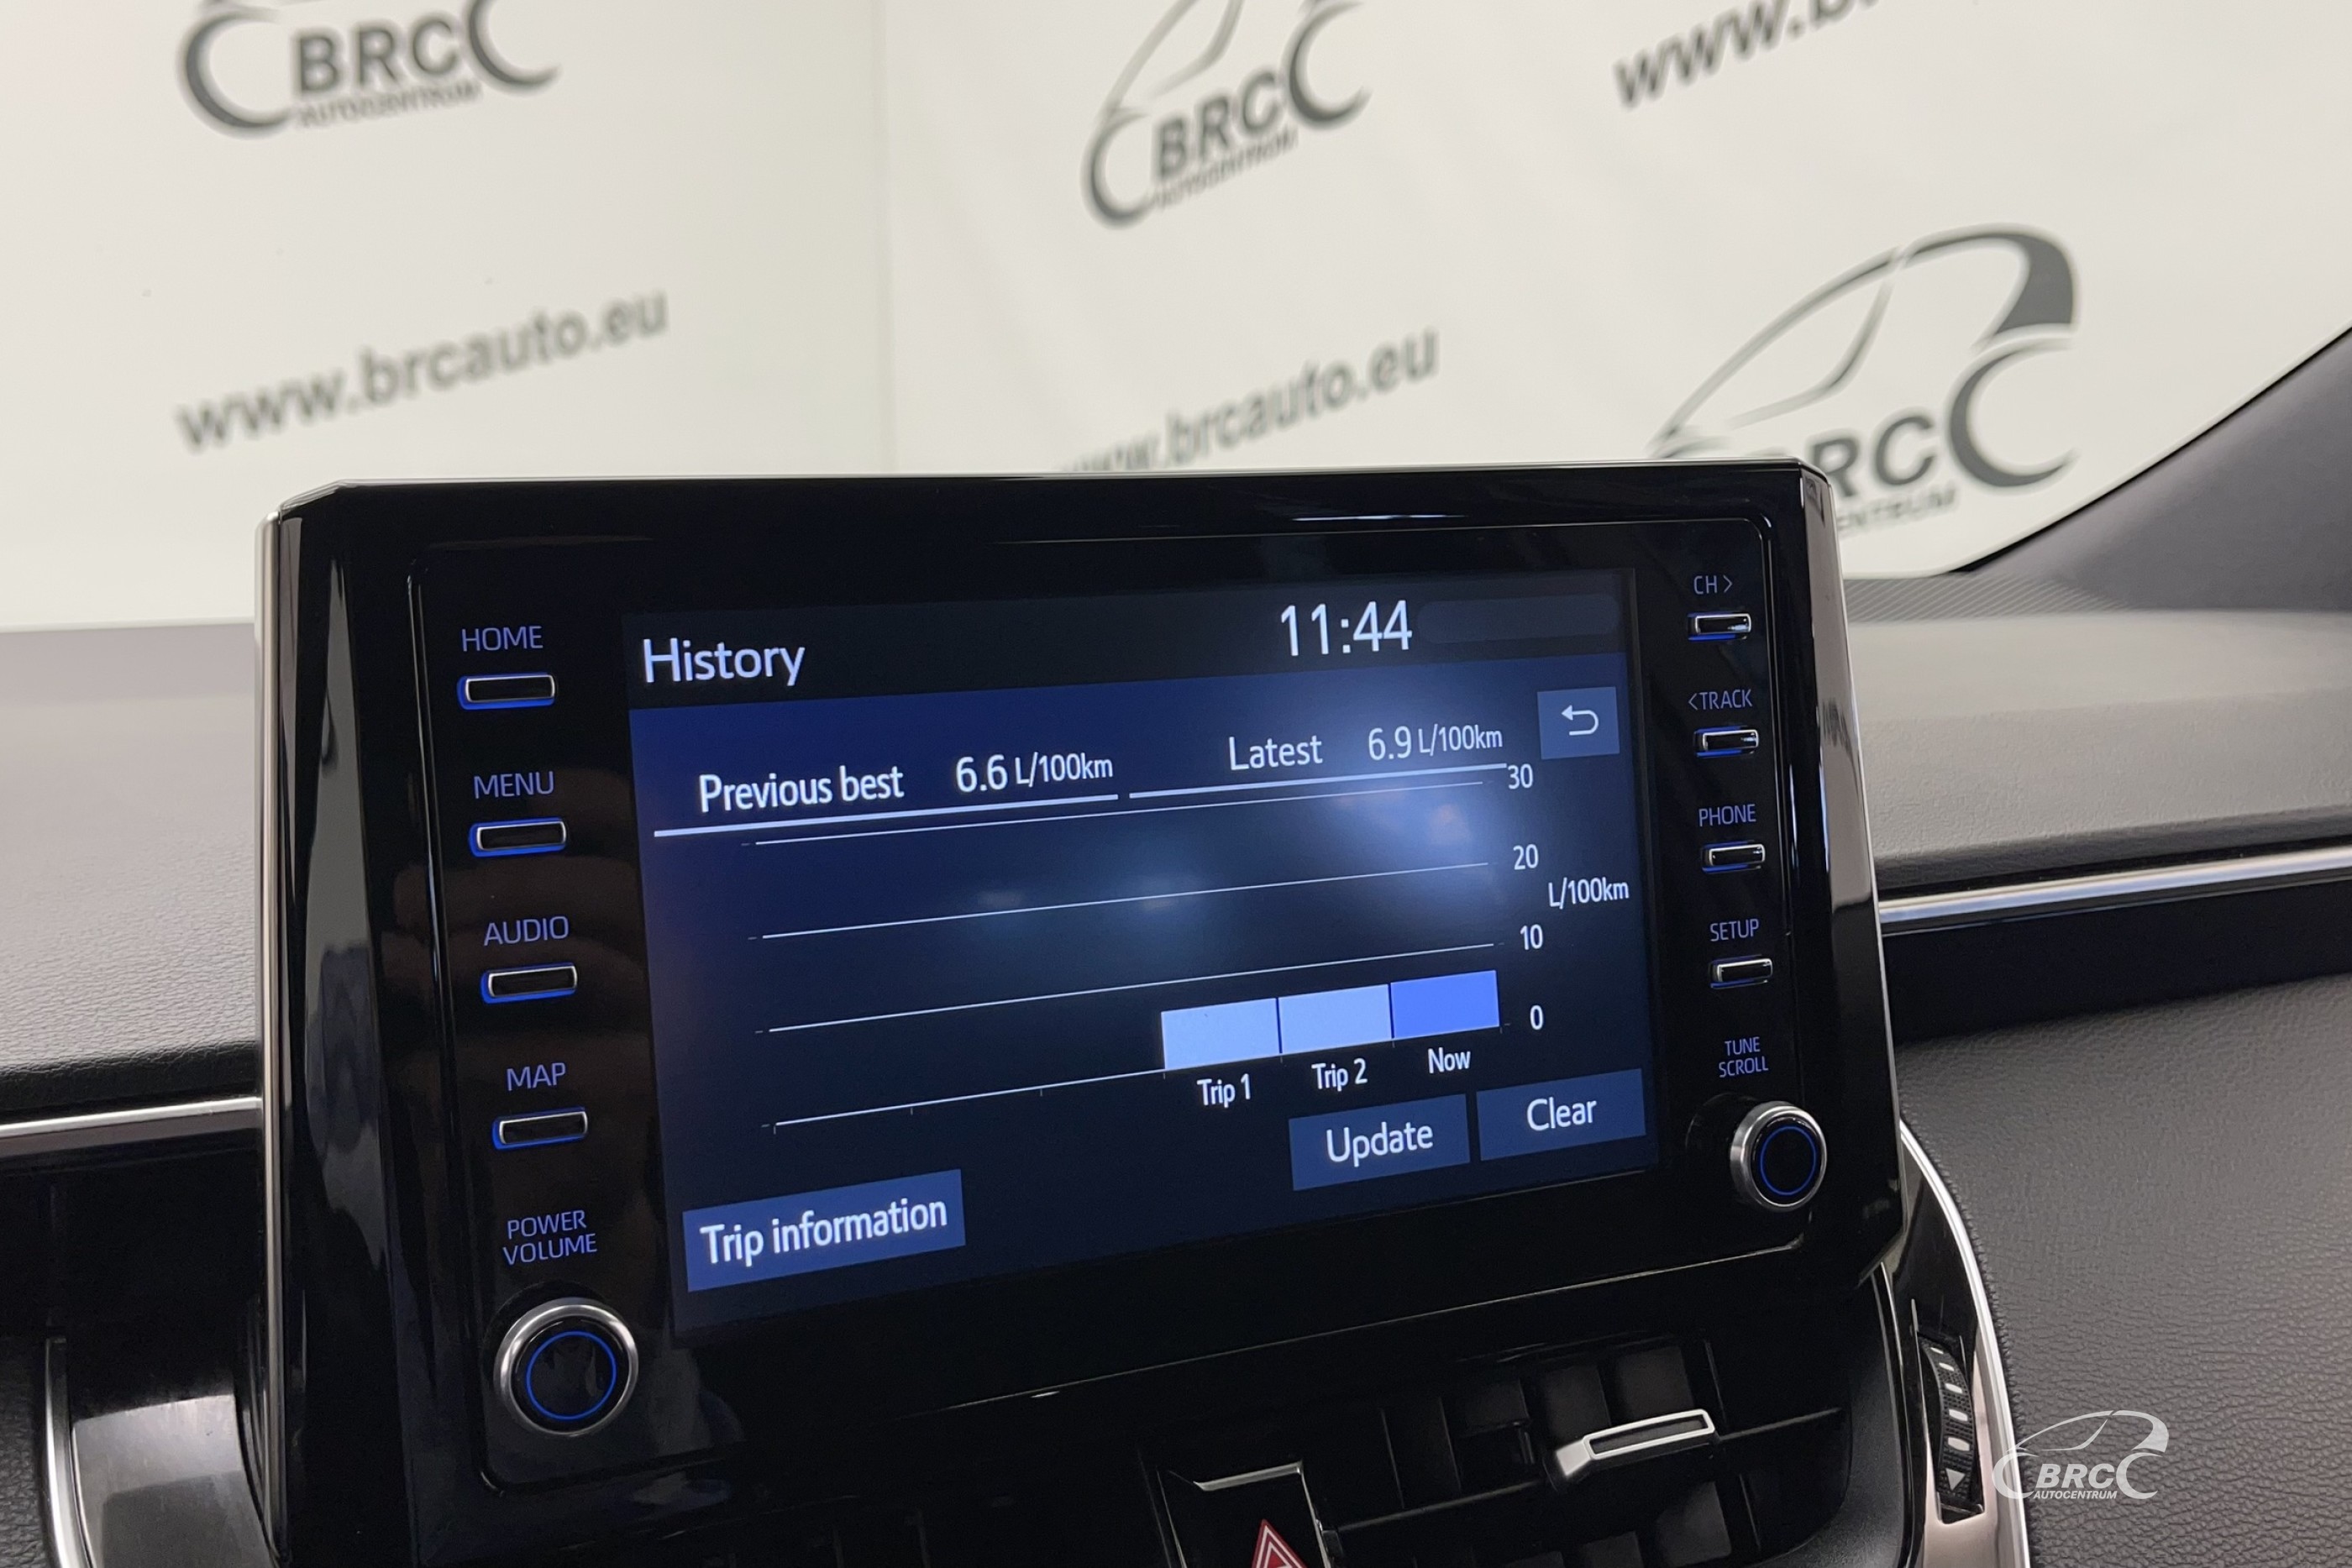 BRC
AUTOCENTRUM
BRC
AUTOCENTRUM
www.brcauto.eu
www.brcauto.eu
BRC
HOME
MENU
AUDIO
MAP
POWER
VOLUME
History
11:44
Previous best 6.6 L/100km
Latest 6.9 L/100km
30
20
L/100km
10
0
Trip 1
Trip 2
Now
Update
Clear
Trip information
CH>
<TRACK
PHONE
SETUP
TUNE
SCROLL
BRC
AUTOCENTRUM